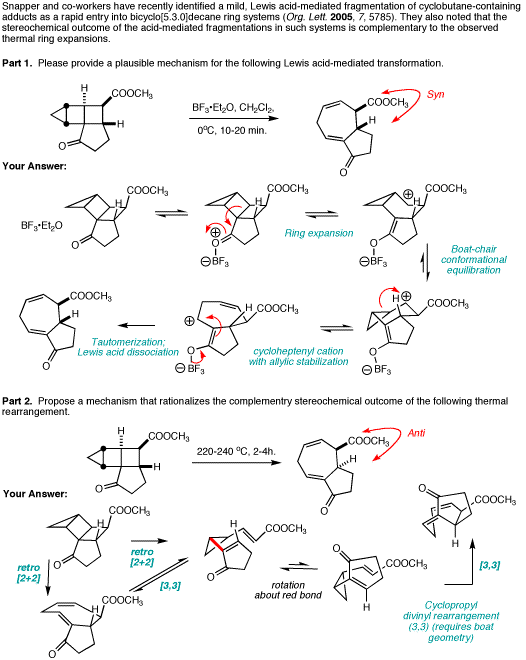 Snapper and co-workers have recently identified a mild, Lewis acid-mediated fragmentation of cyclobutane-containing
adducts as a rapid entry into bicyclo[5.3.0]decane ring systems (Org. Lett. 2005, 7, 5785). They also noted that the
stereochemical outcome of the acid-mediated fragmentations in such systems is complementary to the observed
thermal ring expansions.
Part 1. Please provide a plausible mechanism for the following Lewis acid-mediated transformation.
H
COOCH3
H
O
BF3•Et2O, CH2Cl2,
0°C, 10-20 min.
COOCH3
H
O
Syn
Your Answer:
COOCH3
H
BF3•Et2O
O
COOCH3
H
O
⊕
⊖BF3
Ring expansion
⊕
COOCH3
H
O
⊖BF3
Boat-chair
conformational
equilibration
COOCH3
H
O
Tautomerization;
Lewis acid dissociation
⊕
COOCH3
H
O
⊖BF3
cycloheptenyl cation
with allylic stabilization
H
⊕
COOCH3
O
⊖BF3
Part 2. Propose a mechanism that rationalizes the complementry stereochemical outcome of the following thermal
rearrangement.
H
COOCH3
H
O
220-240 °C, 2-4h.
COOCH3
H
O
Anti
Your Answer:
COOCH3
H
O
retro
[2+2]
retro
[2+2]
H
COOCH3
O
[3,3]
COOCH3
H
O
rotation
about red bond
O
COOCH3
H
[3,3]
O
COOCH3
H
Cyclopropyl
divinyl rearrangement
(3,3) (requires boat
geometry)